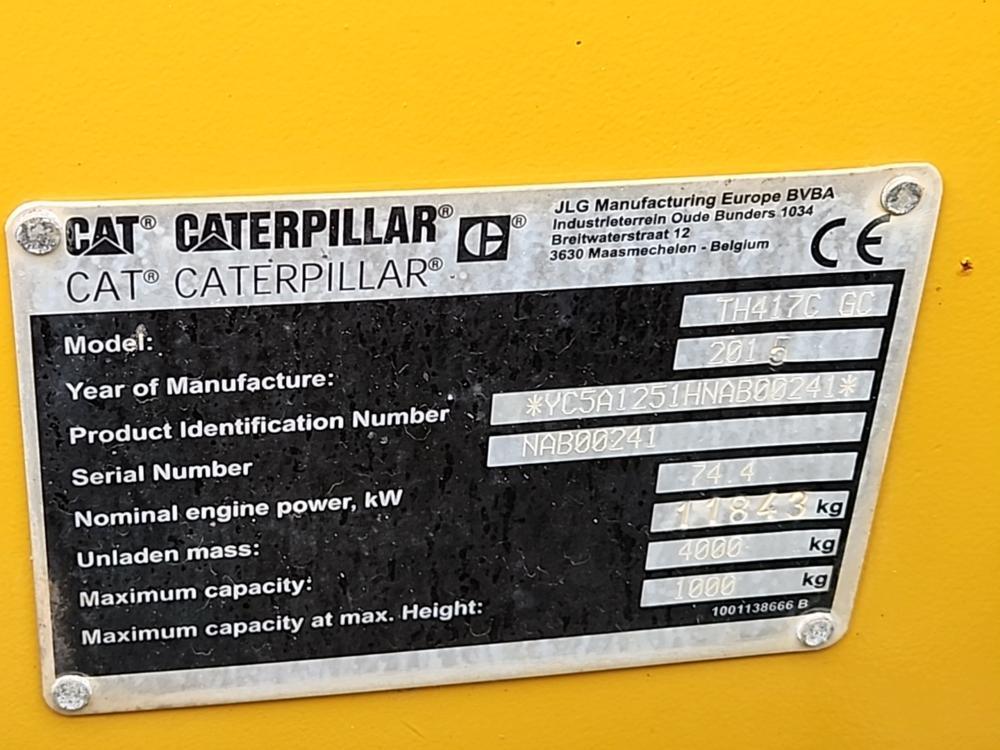 CAT® CATERPILLAR® ®
CAT® CATERPILLAR®
JLG Manufacturing Europe BVBA
Industrieterrein Oude Bunders 1034
Breitwaterstraat 12
3630 Maasmechelen - Belgium
CE
Model: TH417C GC
Year of Manufacture: 2015
Product Identification Number *YC5A1251HNAB00241*
Serial Number NAB00241
Nominal engine power, kW 74.4
Unladen mass: 11843 kg
Maximum capacity: 4000 kg
Maximum capacity at max. Height: 1000 kg
1001138666 B